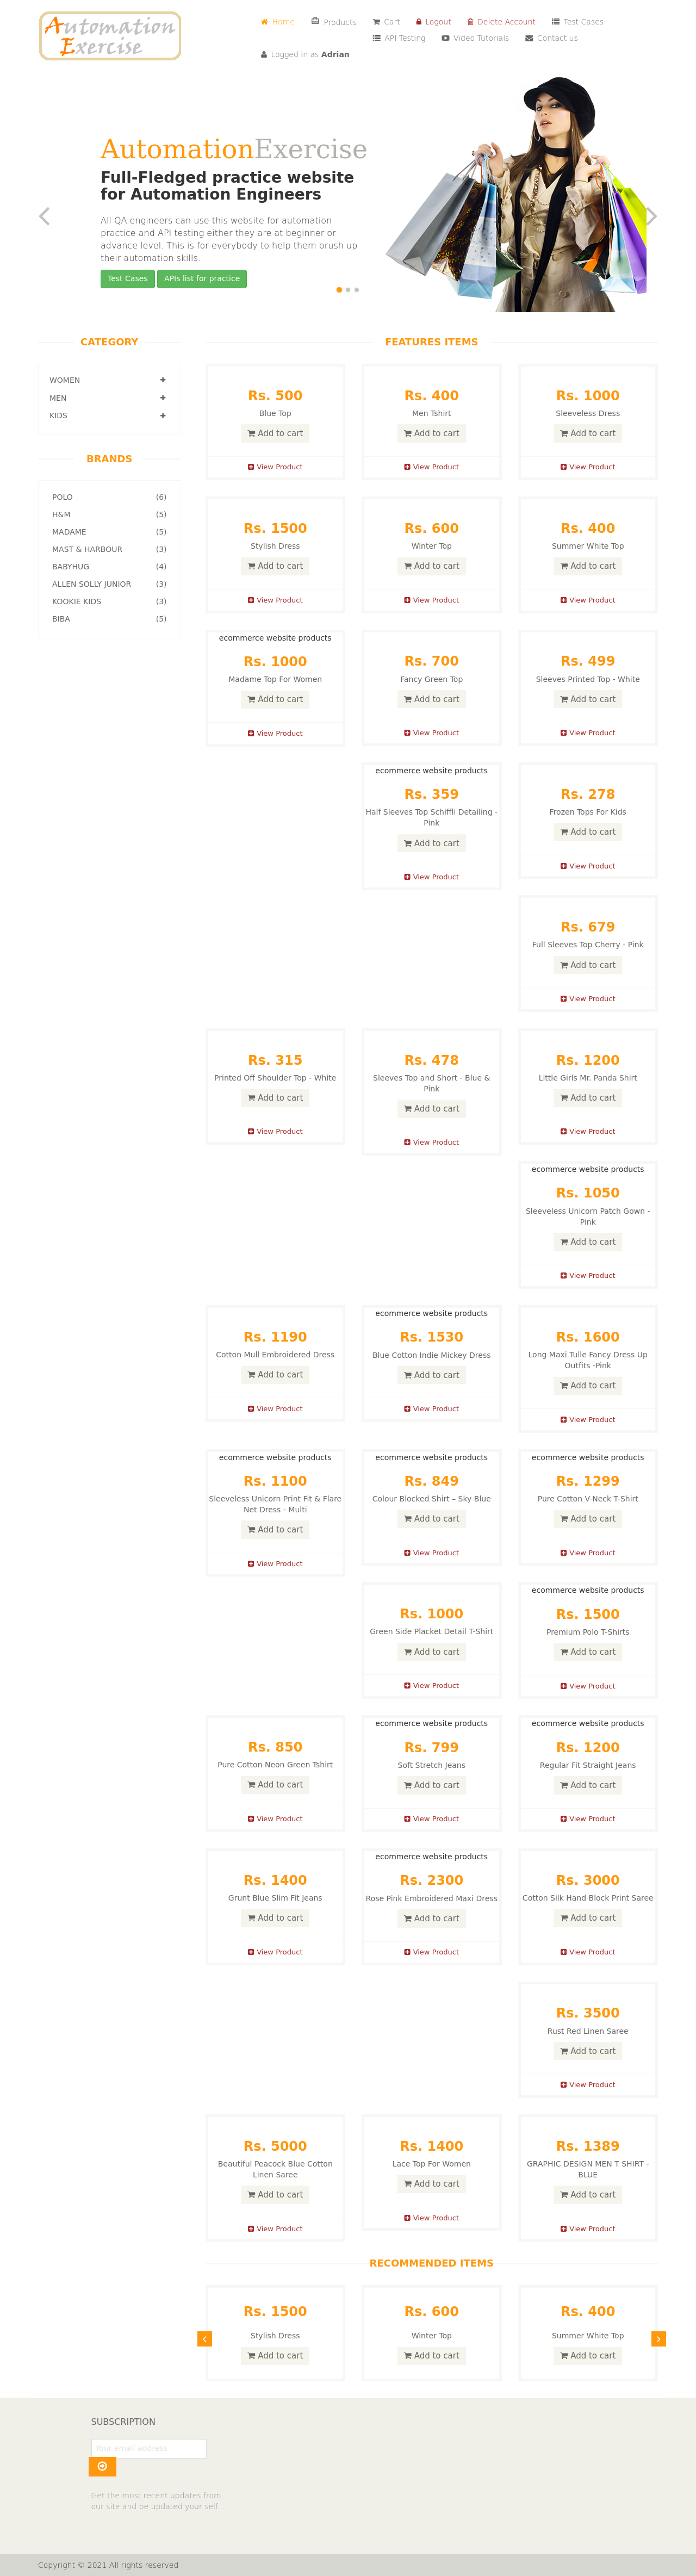 Automation
Exercise
Home
Products
Cart
Logout
Delete Account
Test Cases
API Testing
Video Tutorials
Contact us
Logged in as Adrian
AutomationExercise
Full-Fledged practice website
for Automation Engineers
All QA engineers can use this website for automation
practice and API testing either they are at beginner or
advance level. This is for everybody to help them brush up
their automation skills.
Test Cases
APIs list for practice
CATEGORY
WOMEN
MEN
KIDS
BRANDS
POLO (6)
H&M (5)
MADAME (5)
MAST & HARBOUR (3)
BABYHUG (4)
ALLEN SOLLY JUNIOR (3)
KOOKIE KIDS (3)
BIBA (5)
FEATURES ITEMS
Rs. 500
Blue Top
Add to cart
View Product
Rs. 400
Men Tshirt
Add to cart
View Product
Rs. 1000
Sleeveless Dress
Add to cart
View Product
Rs. 1500
Stylish Dress
Add to cart
View Product
Rs. 600
Winter Top
Add to cart
View Product
Rs. 400
Summer White Top
Add to cart
View Product
ecommerce website products
Rs. 1000
Madame Top For Women
Add to cart
View Product
Rs. 700
Fancy Green Top
Add to cart
View Product
Rs. 499
Sleeves Printed Top - White
Add to cart
View Product
ecommerce website products
Rs. 359
Half Sleeves Top Schiffli Detailing -
Pink
Add to cart
View Product
Rs. 278
Frozen Tops For Kids
Add to cart
View Product
Rs. 679
Full Sleeves Top Cherry - Pink
Add to cart
View Product
Rs. 315
Printed Off Shoulder Top - White
Add to cart
View Product
Rs. 478
Sleeves Top and Short - Blue &
Pink
Add to cart
View Product
Rs. 1200
Little Girls Mr. Panda Shirt
Add to cart
View Product
ecommerce website products
Rs. 1050
Sleeveless Unicorn Patch Gown -
Pink
Add to cart
View Product
Rs. 1190
Cotton Mull Embroidered Dress
Add to cart
View Product
ecommerce website products
Rs. 1530
Blue Cotton Indie Mickey Dress
Add to cart
View Product
Rs. 1600
Long Maxi Tulle Fancy Dress Up
Outfits -Pink
Add to cart
View Product
ecommerce website products
Rs. 1100
Sleeveless Unicorn Print Fit & Flare
Net Dress - Multi
Add to cart
View Product
ecommerce website products
Rs. 849
Colour Blocked Shirt – Sky Blue
Add to cart
View Product
ecommerce website products
Rs. 1299
Pure Cotton V-Neck T-Shirt
Add to cart
View Product
Rs. 1000
Green Side Placket Detail T-Shirt
Add to cart
View Product
ecommerce website products
Rs. 1500
Premium Polo T-Shirts
Add to cart
View Product
Rs. 850
Pure Cotton Neon Green Tshirt
Add to cart
View Product
ecommerce website products
Rs. 799
Soft Stretch Jeans
Add to cart
View Product
ecommerce website products
Rs. 1200
Regular Fit Straight Jeans
Add to cart
View Product
Rs. 1400
Grunt Blue Slim Fit Jeans
Add to cart
View Product
ecommerce website products
Rs. 2300
Rose Pink Embroidered Maxi Dress
Add to cart
View Product
Rs. 3000
Cotton Silk Hand Block Print Saree
Add to cart
View Product
Rs. 3500
Rust Red Linen Saree
Add to cart
View Product
Rs. 5000
Beautiful Peacock Blue Cotton
Linen Saree
Add to cart
View Product
Rs. 1400
Lace Top For Women
Add to cart
View Product
Rs. 1389
GRAPHIC DESIGN MEN T SHIRT -
BLUE
Add to cart
View Product
RECOMMENDED ITEMS
Rs. 1500
Stylish Dress
Add to cart
Rs. 600
Winter Top
Add to cart
Rs. 400
Summer White Top
Add to cart
SUBSCRIPTION
Your email address
Get the most recent updates from
our site and be updated your self...
Copyright © 2021 All rights reserved